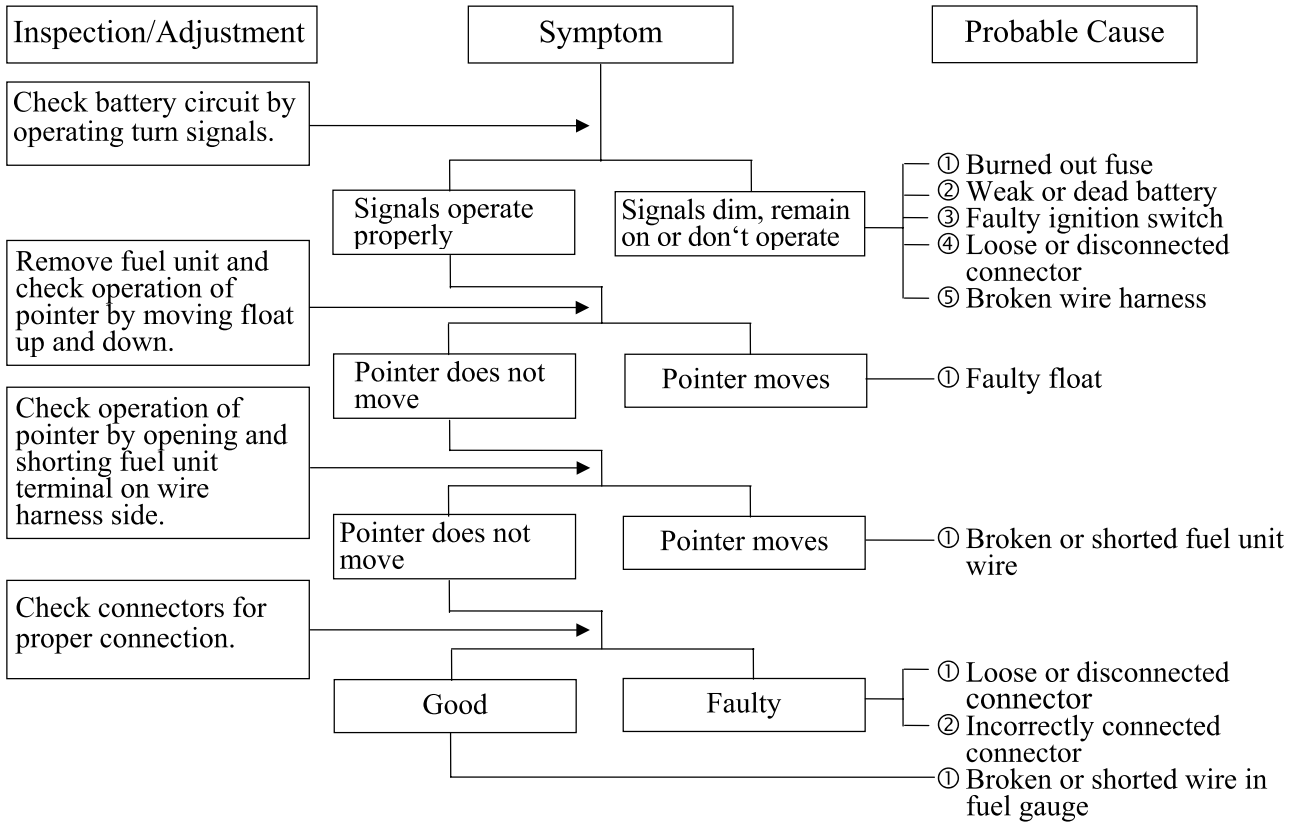 Inspection/Adjustment
Symptom
Probable Cause
Check battery circuit by
operating turn signals.
Signals operate
properly
Signals dim, remain
on or don‘t operate
① Burned out fuse
② Weak or dead battery
③ Faulty ignition switch
④ Loose or disconnected
connector
⑤ Broken wire harness
Remove fuel unit and
check operation of
pointer by moving float
up and down.
Pointer does not
move
Pointer moves
① Faulty float
Check operation of
pointer by opening and
shorting fuel unit
terminal on wire
harness side.
Pointer does not
move
Pointer moves
① Broken or shorted fuel unit
wire
Check connectors for
proper connection.
Good
Faulty
① Loose or disconnected
connector
② Incorrectly connected
connector
① Broken or shorted wire in
fuel gauge